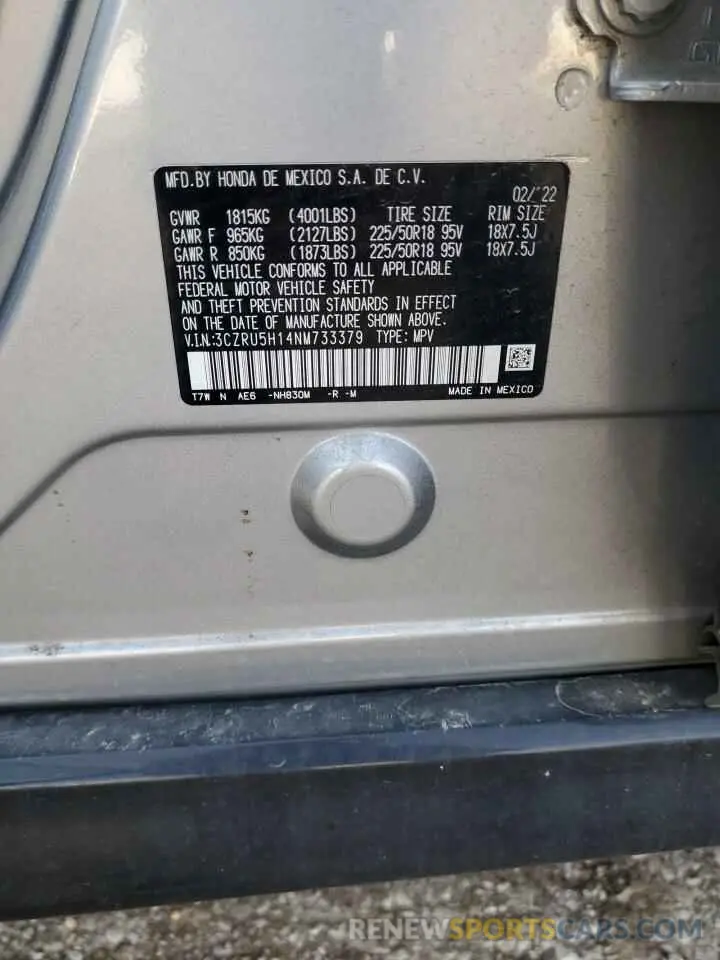 MFD.BY HONDA DE MEXICO S.A. DE C.V.
02/'22
GVWR 1815KG (4001LBS) TIRE SIZE RIM SIZE
GAWR F 965KG (2127LBS) 225/50R18 95V 18X7.5J
GAWR R 850KG (1873LBS) 225/50R18 95V 18X7.5J
THIS VEHICLE CONFORMS TO ALL APPLICABLE
FEDERAL MOTOR VEHICLE SAFETY
AND THEFT PREVENTION STANDARDS IN EFFECT
ON THE DATE OF MANUFACTURE SHOWN ABOVE.
V.I.N:3CZRU5H14NM733379 TYPE: MPV
T7W N AE6 -NH830M -R -M MADE IN MEXICO
RENEWSPORTSCARS.COM